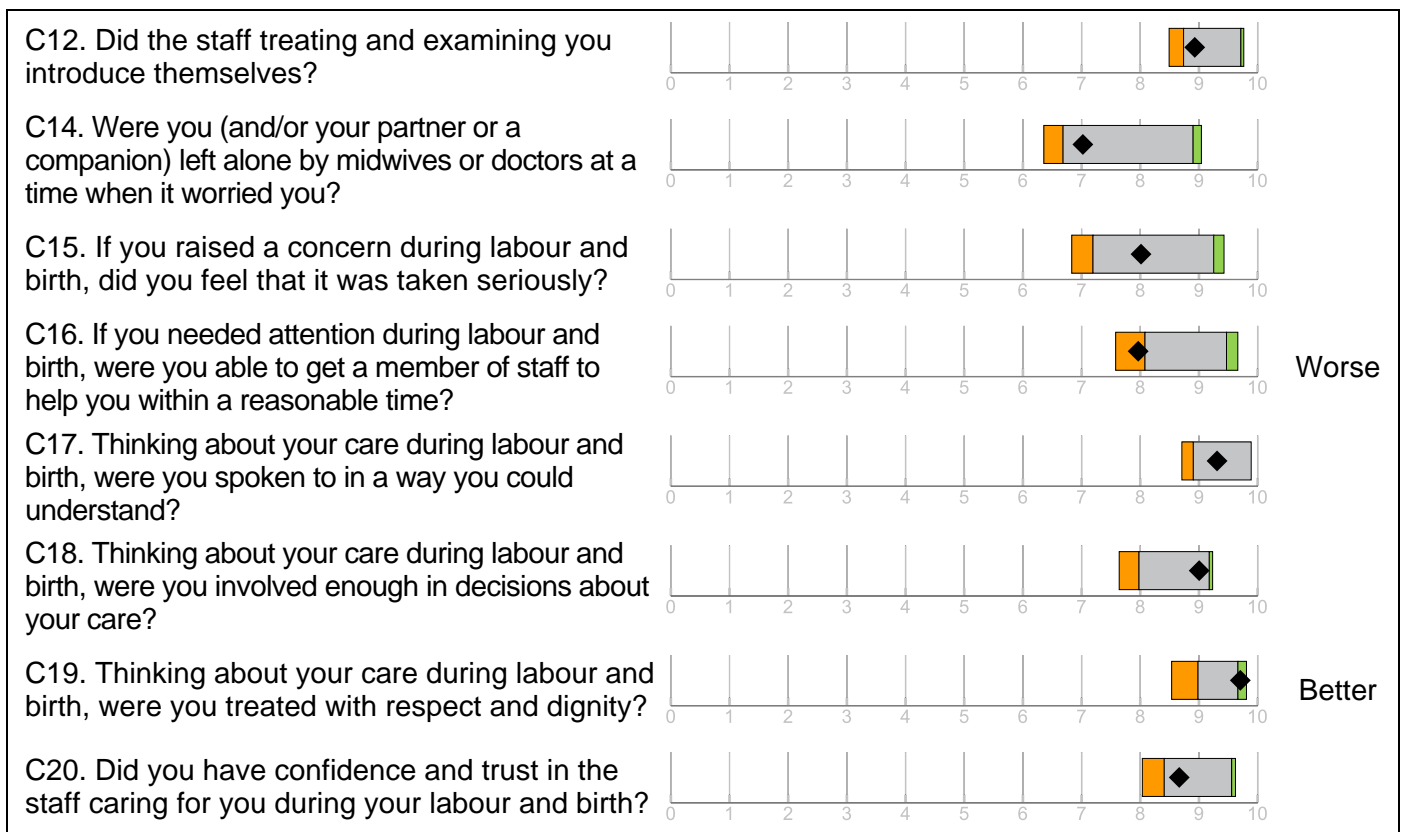 C12. Did the staff treating and examining you
introduce themselves?
0 1 2 3 4 5 6 7 8 9 10
C14. Were you (and/or your partner or a
companion) left alone by midwives or doctors at a
time when it worried you?
0 1 2 3 4 5 6 7 8 9 10
C15. If you raised a concern during labour and
birth, did you feel that it was taken seriously?
0 1 2 3 4 5 6 7 8 9 10
C16. If you needed attention during labour and
birth, were you able to get a member of staff to
help you within a reasonable time?
0 1 2 3 4 5 6 7 8 9 10
Worse
C17. Thinking about your care during labour and
birth, were you spoken to in a way you could
understand?
0 1 2 3 4 5 6 7 8 9 10
C18. Thinking about your care during labour and
birth, were you involved enough in decisions about
your care?
0 1 2 3 4 5 6 7 8 9 10
C19. Thinking about your care during labour and
birth, were you treated with respect and dignity?
0 1 2 3 4 5 6 7 8 9 10
Better
C20. Did you have confidence and trust in the
staff caring for you during your labour and birth?
0 1 2 3 4 5 6 7 8 9 10